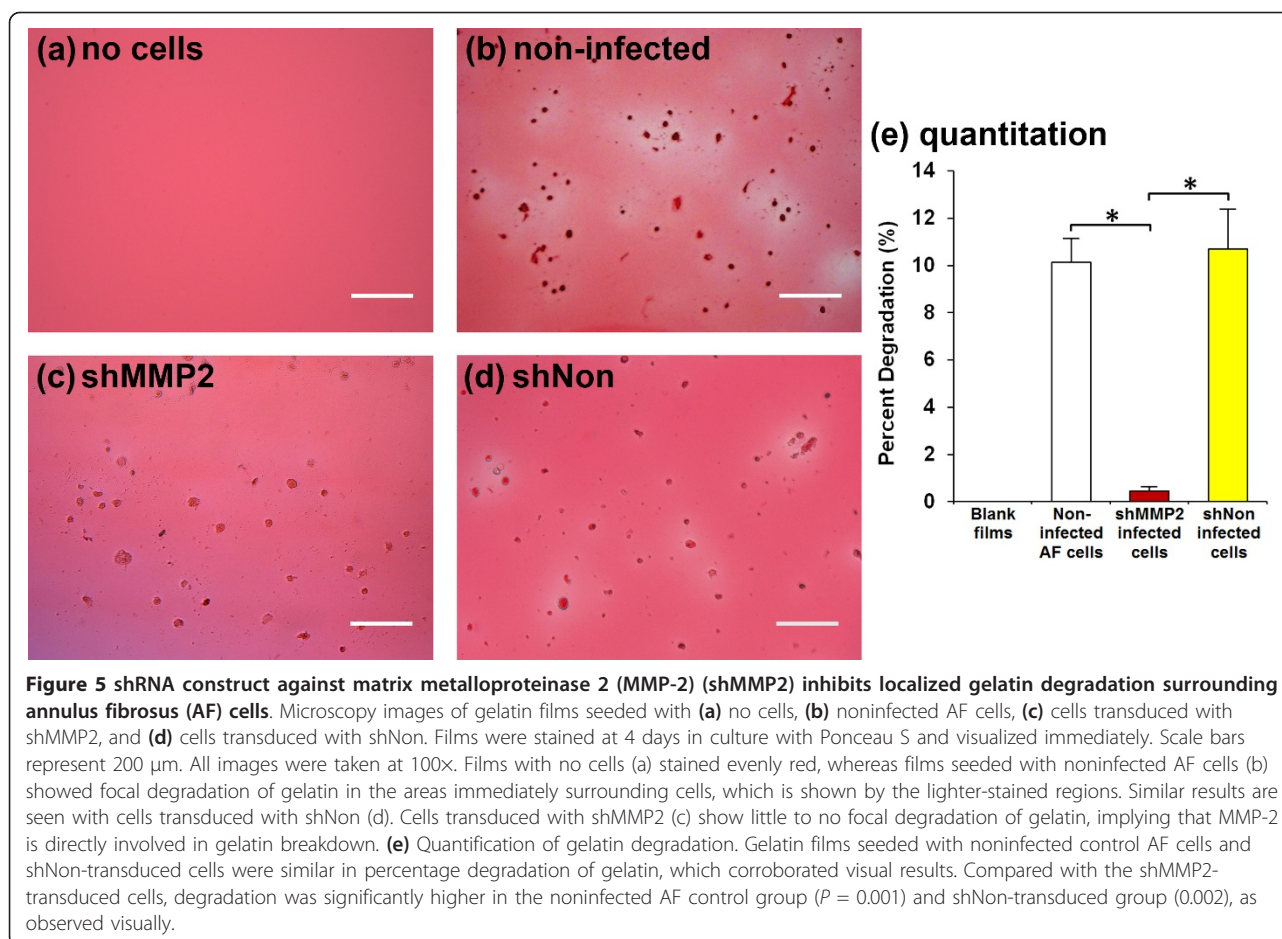 (a) no cells
(b) non-infected
(c) shMMP2
(d) shNon
(e) quantitation
Percent Degradation (%)
14
12
10
8
6
4
2
0
*
*
Blank
films
Non-
infected
AF cells
shMMP2
infected
cells
shNon
infected
cells
Figure 5 shRNA construct against matrix metalloproteinase 2 (MMP-2) (shMMP2) inhibits localized gelatin degradation surrounding
annulus fibrosus (AF) cells. Microscopy images of gelatin films seeded with (a) no cells, (b) noninfected AF cells, (c) cells transduced with
shMMP2, and (d) cells transduced with shNon. Films were stained at 4 days in culture with Ponceau S and visualized immediately. Scale bars
represent 200 μm. All images were taken at 100×. Films with no cells (a) stained evenly red, whereas films seeded with noninfected AF cells (b)
showed focal degradation of gelatin in the areas immediately surrounding cells, which is shown by the lighter-stained regions. Similar results are
seen with cells transduced with shNon (d). Cells transduced with shMMP2 (c) show little to no focal degradation of gelatin, implying that MMP-2
is directly involved in gelatin breakdown. (e) Quantification of gelatin degradation. Gelatin films seeded with noninfected control AF cells and
shNon-transduced cells were similar in percentage degradation of gelatin, which corroborated visual results. Compared with the shMMP2-
transduced cells, degradation was significantly higher in the noninfected AF control group (P = 0.001) and shNon-transduced group (0.002), as
observed visually.